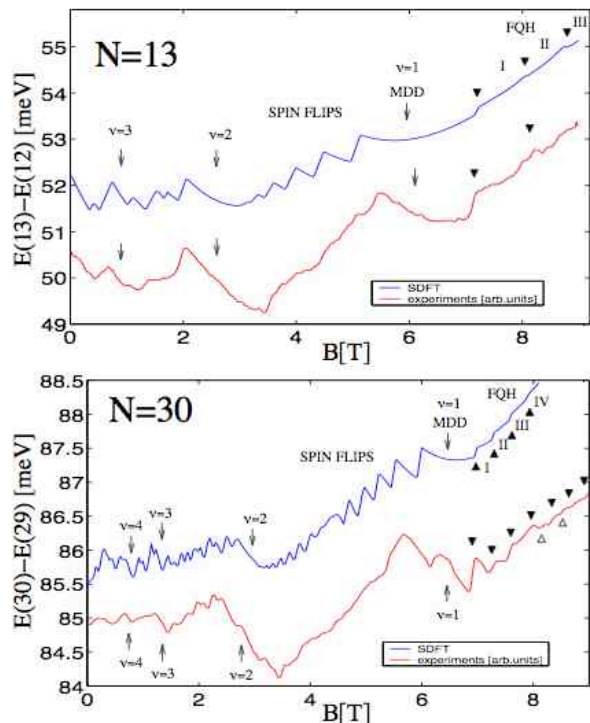 N=13
FQH
III
II
I
ν=1
MDD
SPIN FLIPS
ν=3
ν=2
55
54
53
52
51
50
49
E(13)−E(12) [meV]
SDFT
experiments [arb.units]
0
2
4
6
8
B[T]
N=30
FQH
IV
III
II
I
ν=1
MDD
SPIN FLIPS
ν=4
ν=3
ν=2
88.5
88
87.5
87
86.5
86
85.5
85
84.5
84
E(30)−E(29) [meV]
ν=4
ν=3
ν=2
ν=1
SDFT
experiments [arb.units]
0
2
4
6
8
B[T]